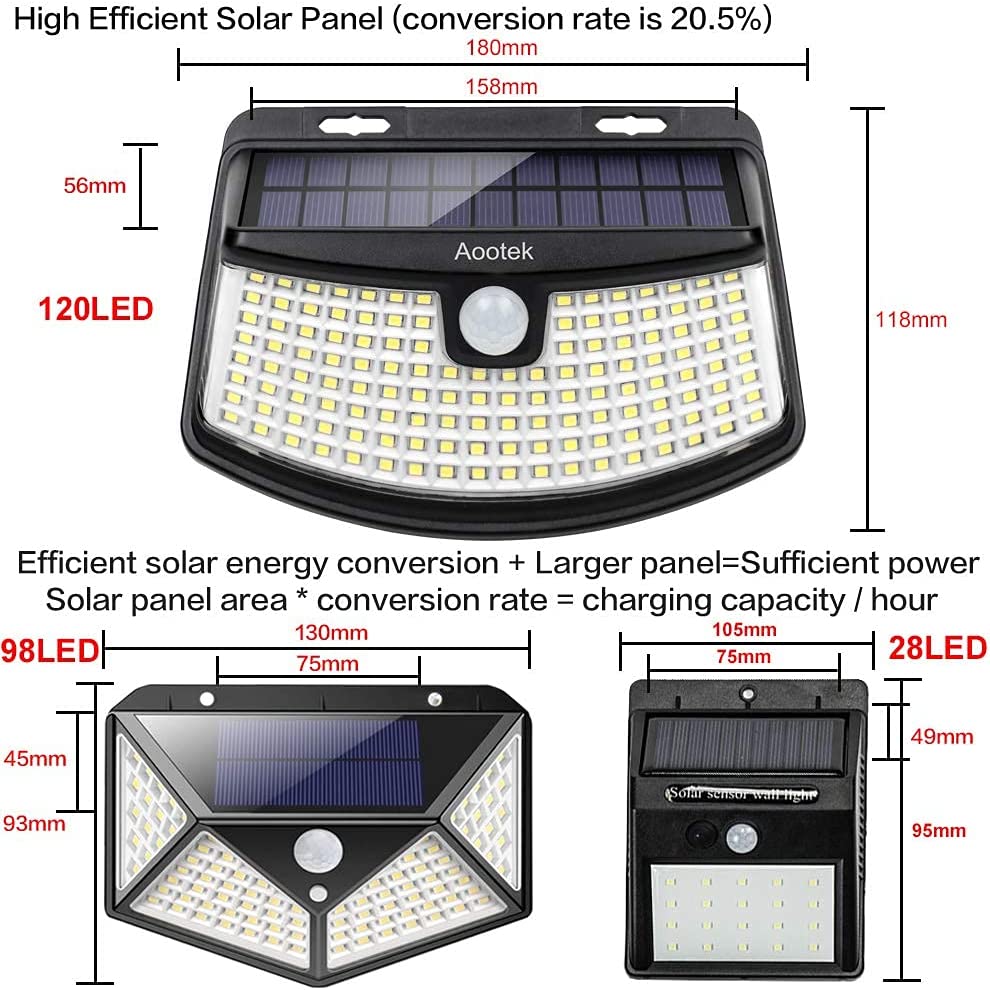 High Efficient Solar Panel (conversion rate is 20.5%)
180mm
158mm
56mm
Aootek
120LED
118mm
Efficient solar energy conversion + Larger panel=Sufficient power
Solar panel area * conversion rate = charging capacity / hour
98LED
130mm
75mm
45mm
93mm
105mm
28LED
75mm
49mm
Solar sensor wall light
95mm